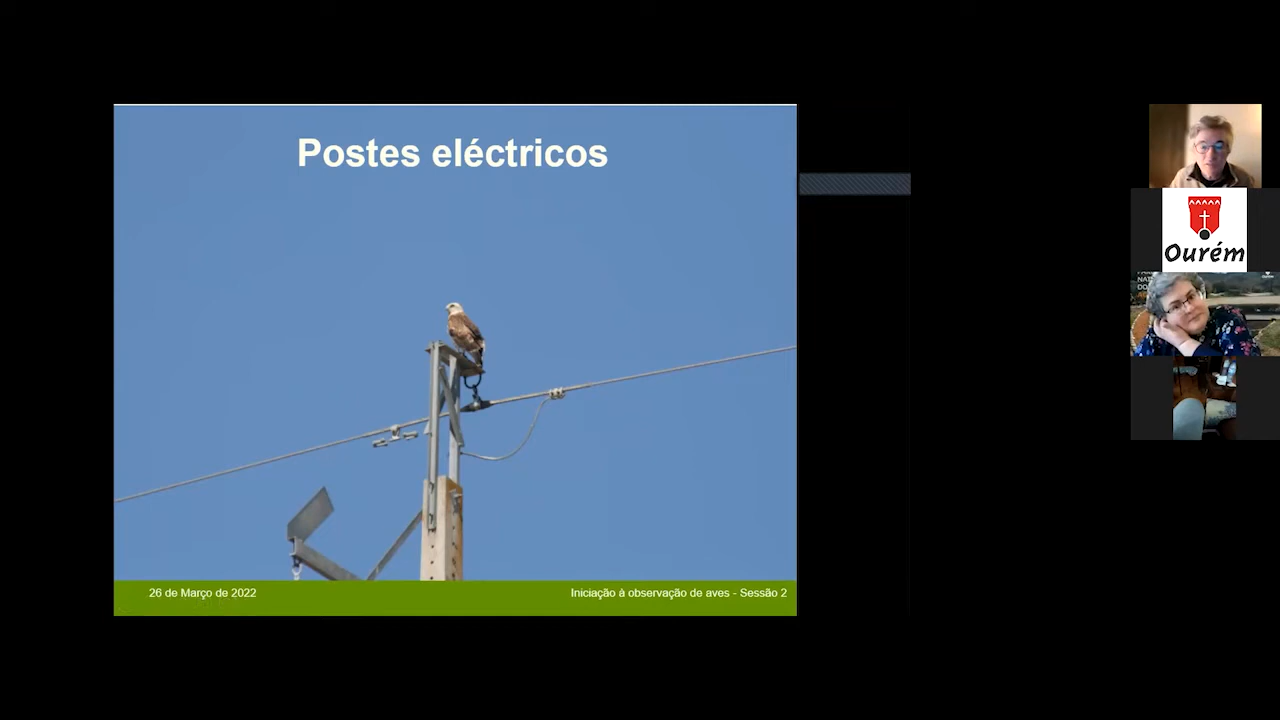 Postes eléctricos
26 de Março de 2022
Iniciação à observação de aves - Sessão 2
Ourém